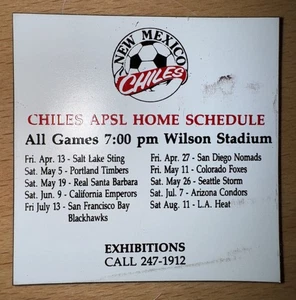 NEW MEXICO
CHILES
CHILES APSL HOME SCHEDULE
All Games 7:00 pm Wilson Stadium
Fri. Apr. 13 - Salt Lake Sting
Sat. May 5 - Portland Timbers
Sat. May 19 - Real Santa Barbara
Sat. Jun. 9 - California Emperors
Fri July 13 - San Francisco Bay
Blackhawks
Fri. Apr. 27 - San Diego Nomads
Fri. May 11 - Colorado Foxes
Sat. May 26 - Seattle Storm
Sat. Jul. 7 - Arizona Condors
Sat Aug. 11 - L.A. Heat
EXHIBITIONS
CALL 247-1912